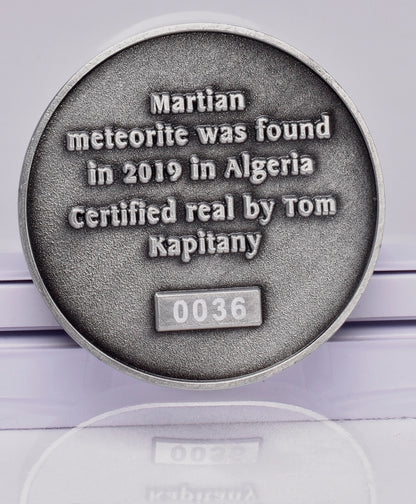 Martian
meteorite was found
in 2019 in Algeria
Certified real by Tom
Kapitany
0036